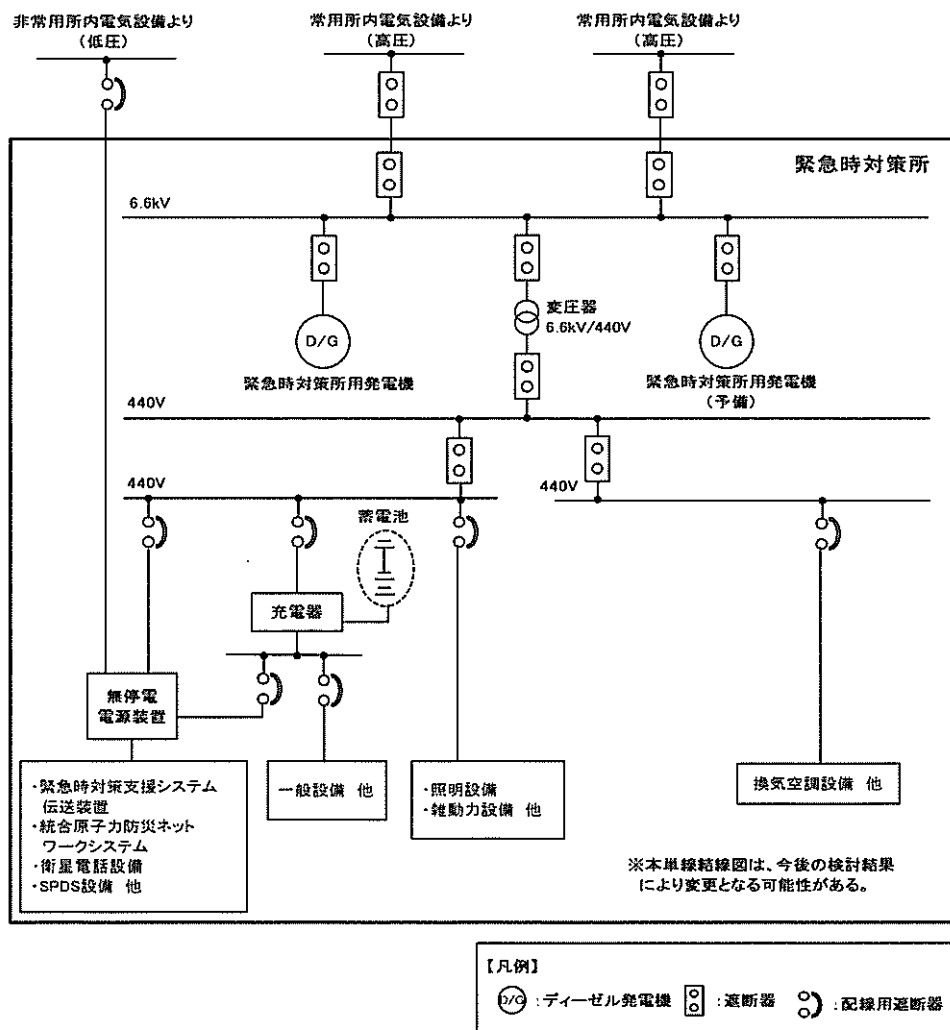 非常用所内電気設備より
(低圧)
常用所内電気設備より
(高圧)
常用所内電気設備より
(高圧)
緊急時対策所
6.6kV
変圧器
6.6kV/440V
D/G
緊急時対策所用発電機
D/G
緊急時対策所用発電機
(予備)
440V
440V
440V
蓄電池
充電器
無停電
電源装置
・緊急時対策支援システム
伝送装置
・統合原子力防災ネット
ワークシステム
・衛星電話設備
・SPDS設備 他
一般設備 他
・照明設備
・雑動力設備 他
換気空調設備 他
※本単線結線図は、今後の検討結果
により変更となる可能性がある。
【凡例】
D/G :ディーゼル発電機 :遮断器 :配線用遮断器